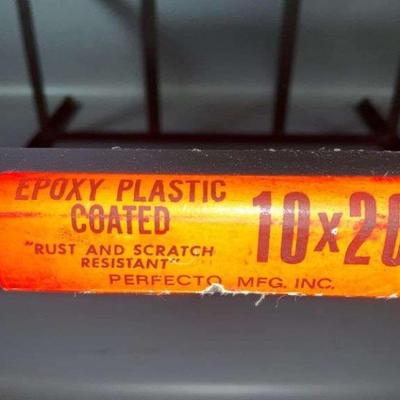 EPOXY PLASTIC
COATED
"RUST AND SCRATCH
RESISTANT"
10x20
PERFECTO MFG. INC.